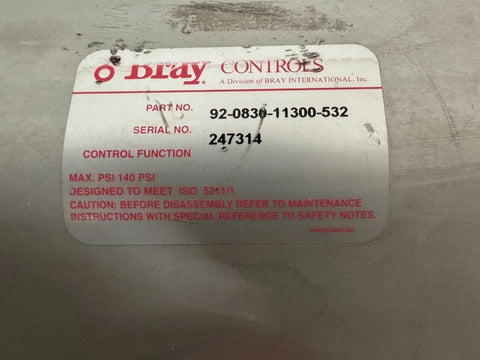 Bray CONTROLS
A Division of BRAY INTERNATIONAL, Inc.
PART NO. 92-0830-11300-532
SERIAL NO. 247314
CONTROL FUNCTION
MAX. PSI 140 PSI
DESIGNED TO MEET ISO 5211/1
CAUTION: BEFORE DISASSEMBLY REFER TO MAINTENANCE
INSTRUCTIONS WITH SPECIAL REFERENCE TO SAFETY NOTES.